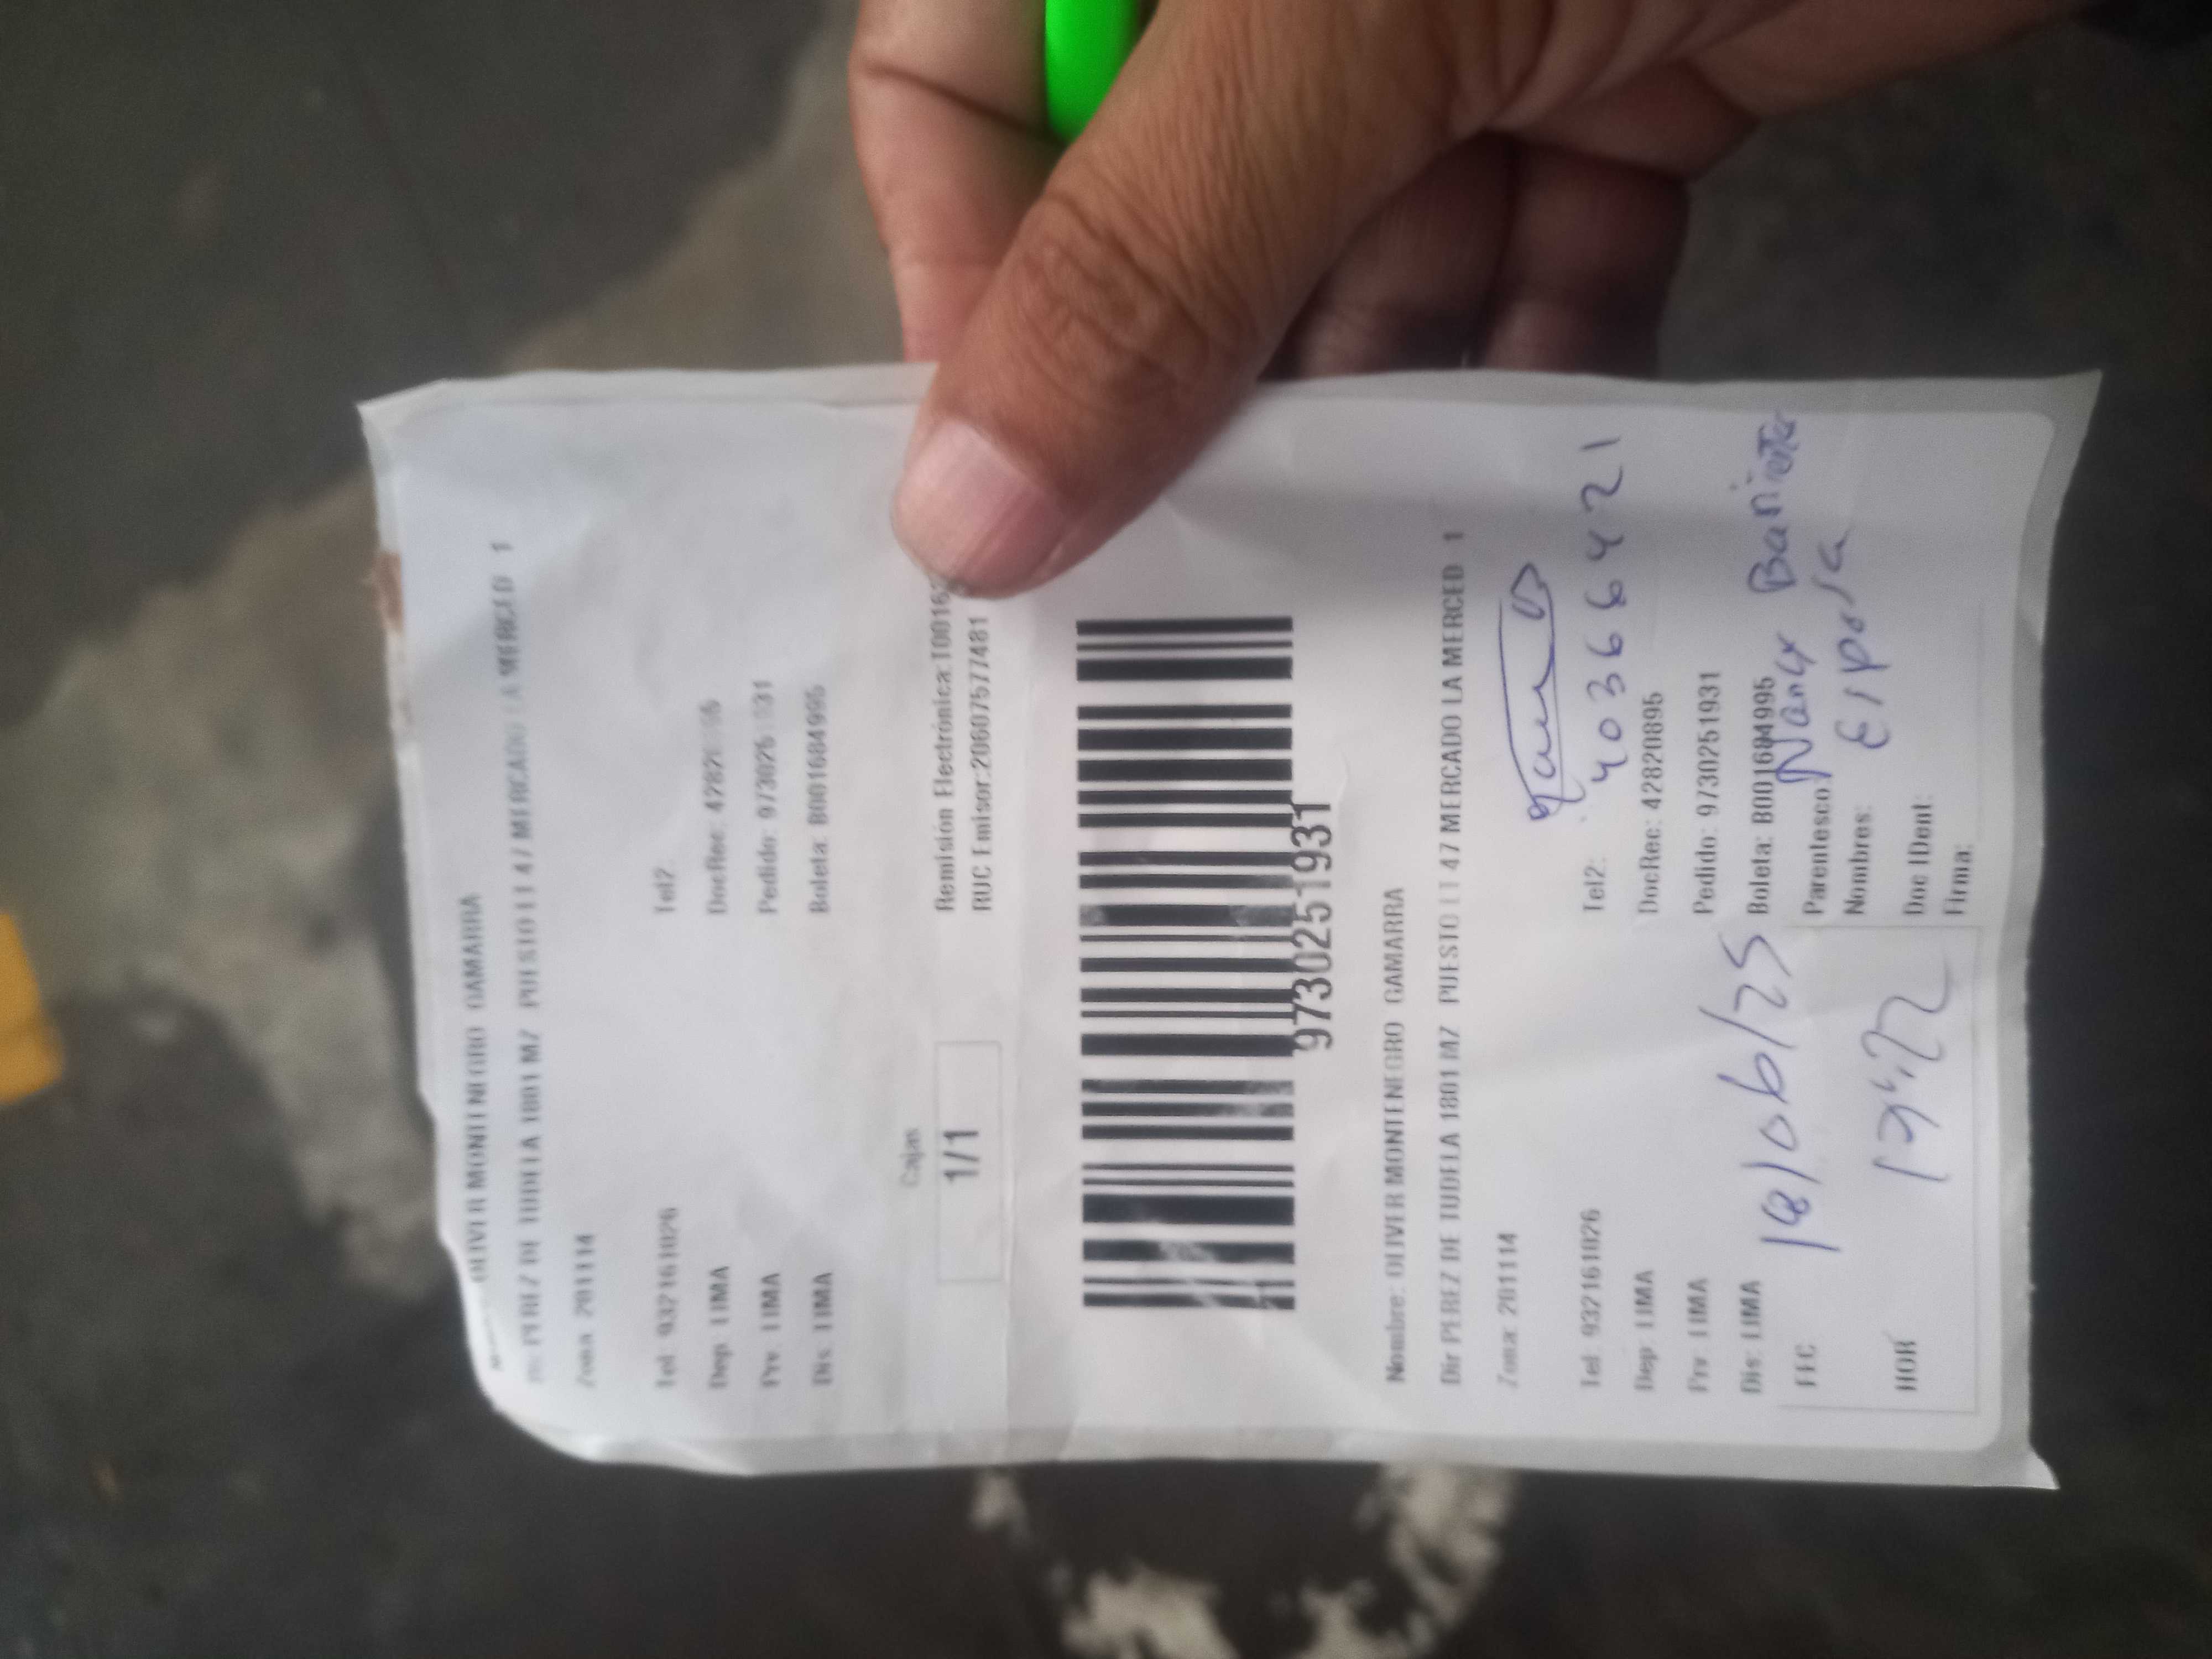 OLIVER MONTENEGRO GAMARRA
PEREZ DE TUDELA 1801 MZ PUESTO LT 47 MERCADO LA MERCED 1
Zona 201114
Tel 932161026 Tel2:
Dep LIMA DocRec:
Prv LIMA Pedido:
Dis LIMA Boleta: B001684995
Cajas
1/1
Remisión Electrónica:
RUC Emisor:20607577481
9730251931
Nombre: OLIVER MONTENEGRO GAMARRA
Dir PEREZ DE TUDELA 1801 MZ PUESTO LT 47 MERCADO LA MERCED 1
Zona: 201114
Tel 932161026 Tel2: 40366421
Dep LIMA DocRec: 42820895
Prv: LIMA Pedido: 9730251931
Dis: LIMA Boleta: B001684995
FEC 18/06/25 Parentesco Nancy
Nombres: Esposa
HOR Doc IDent:
Firma: